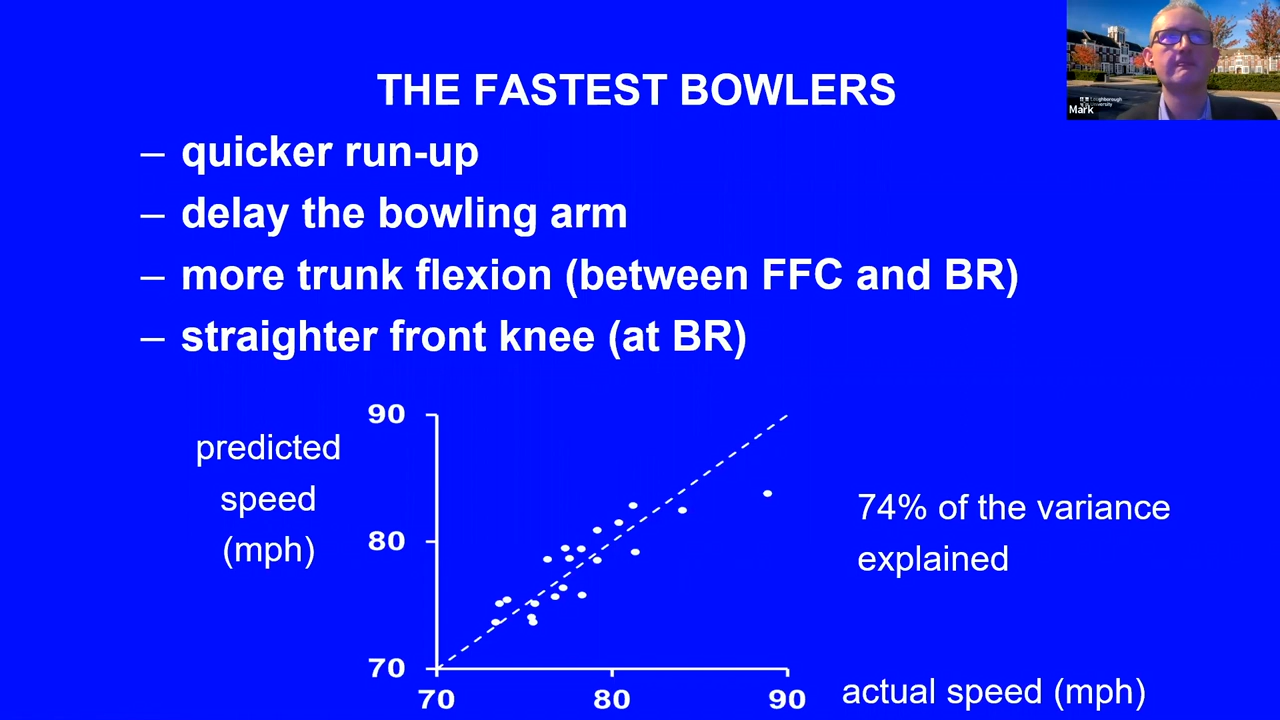 THE FASTEST BOWLERS
Mark
Loughborough
University
– quicker run-up
– delay the bowling arm
– more trunk flexion (between FFC and BR)
– straighter front knee (at BR)
predicted
speed
(mph)
90
80
70
70 80 90
actual speed (mph)
74% of the variance
explained